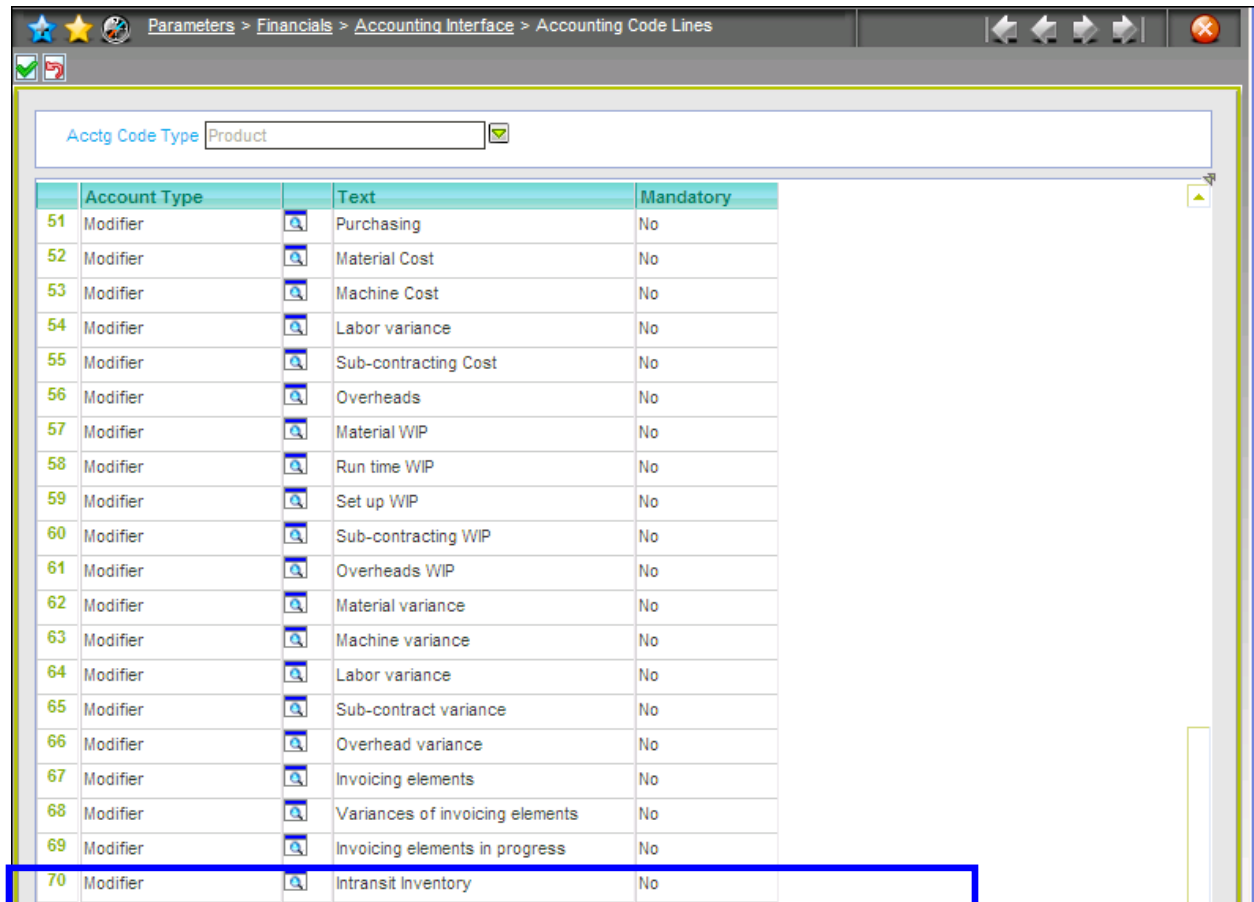 Parameters > Financials > Accounting Interface > Accounting Code Lines
Acctg Code Type Product
Account Type Text Mandatory
51 Modifier Purchasing No
52 Modifier Material Cost No
53 Modifier Machine Cost No
54 Modifier Labor variance No
55 Modifier Sub-contracting Cost No
56 Modifier Overheads No
57 Modifier Material WIP No
58 Modifier Run time WIP No
59 Modifier Set up WIP No
60 Modifier Sub-contracting WIP No
61 Modifier Overheads WIP No
62 Modifier Material variance No
63 Modifier Machine variance No
64 Modifier Labor variance No
65 Modifier Sub-contract variance No
66 Modifier Overhead variance No
67 Modifier Invoicing elements No
68 Modifier Variances of invoicing elements No
69 Modifier Invoicing elements in progress No
70 Modifier Intransit Inventory No